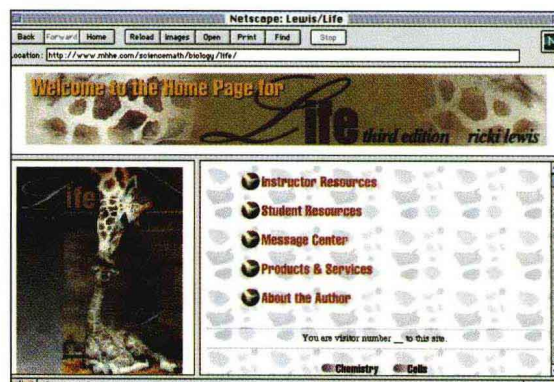 Netscape: Lewis/Life
Back Forward Home Reload Images Open Print Find Stop
Location: http://www.mhhe.com/sciencemath/biology/life/
N
Welcome to the Home Page for
Life third edition ricki lewis
Life
Instructor Resources
Student Resources
Message Center
Products & Services
About the Author
You are visitor number __ to this site.
Chemistry Cells